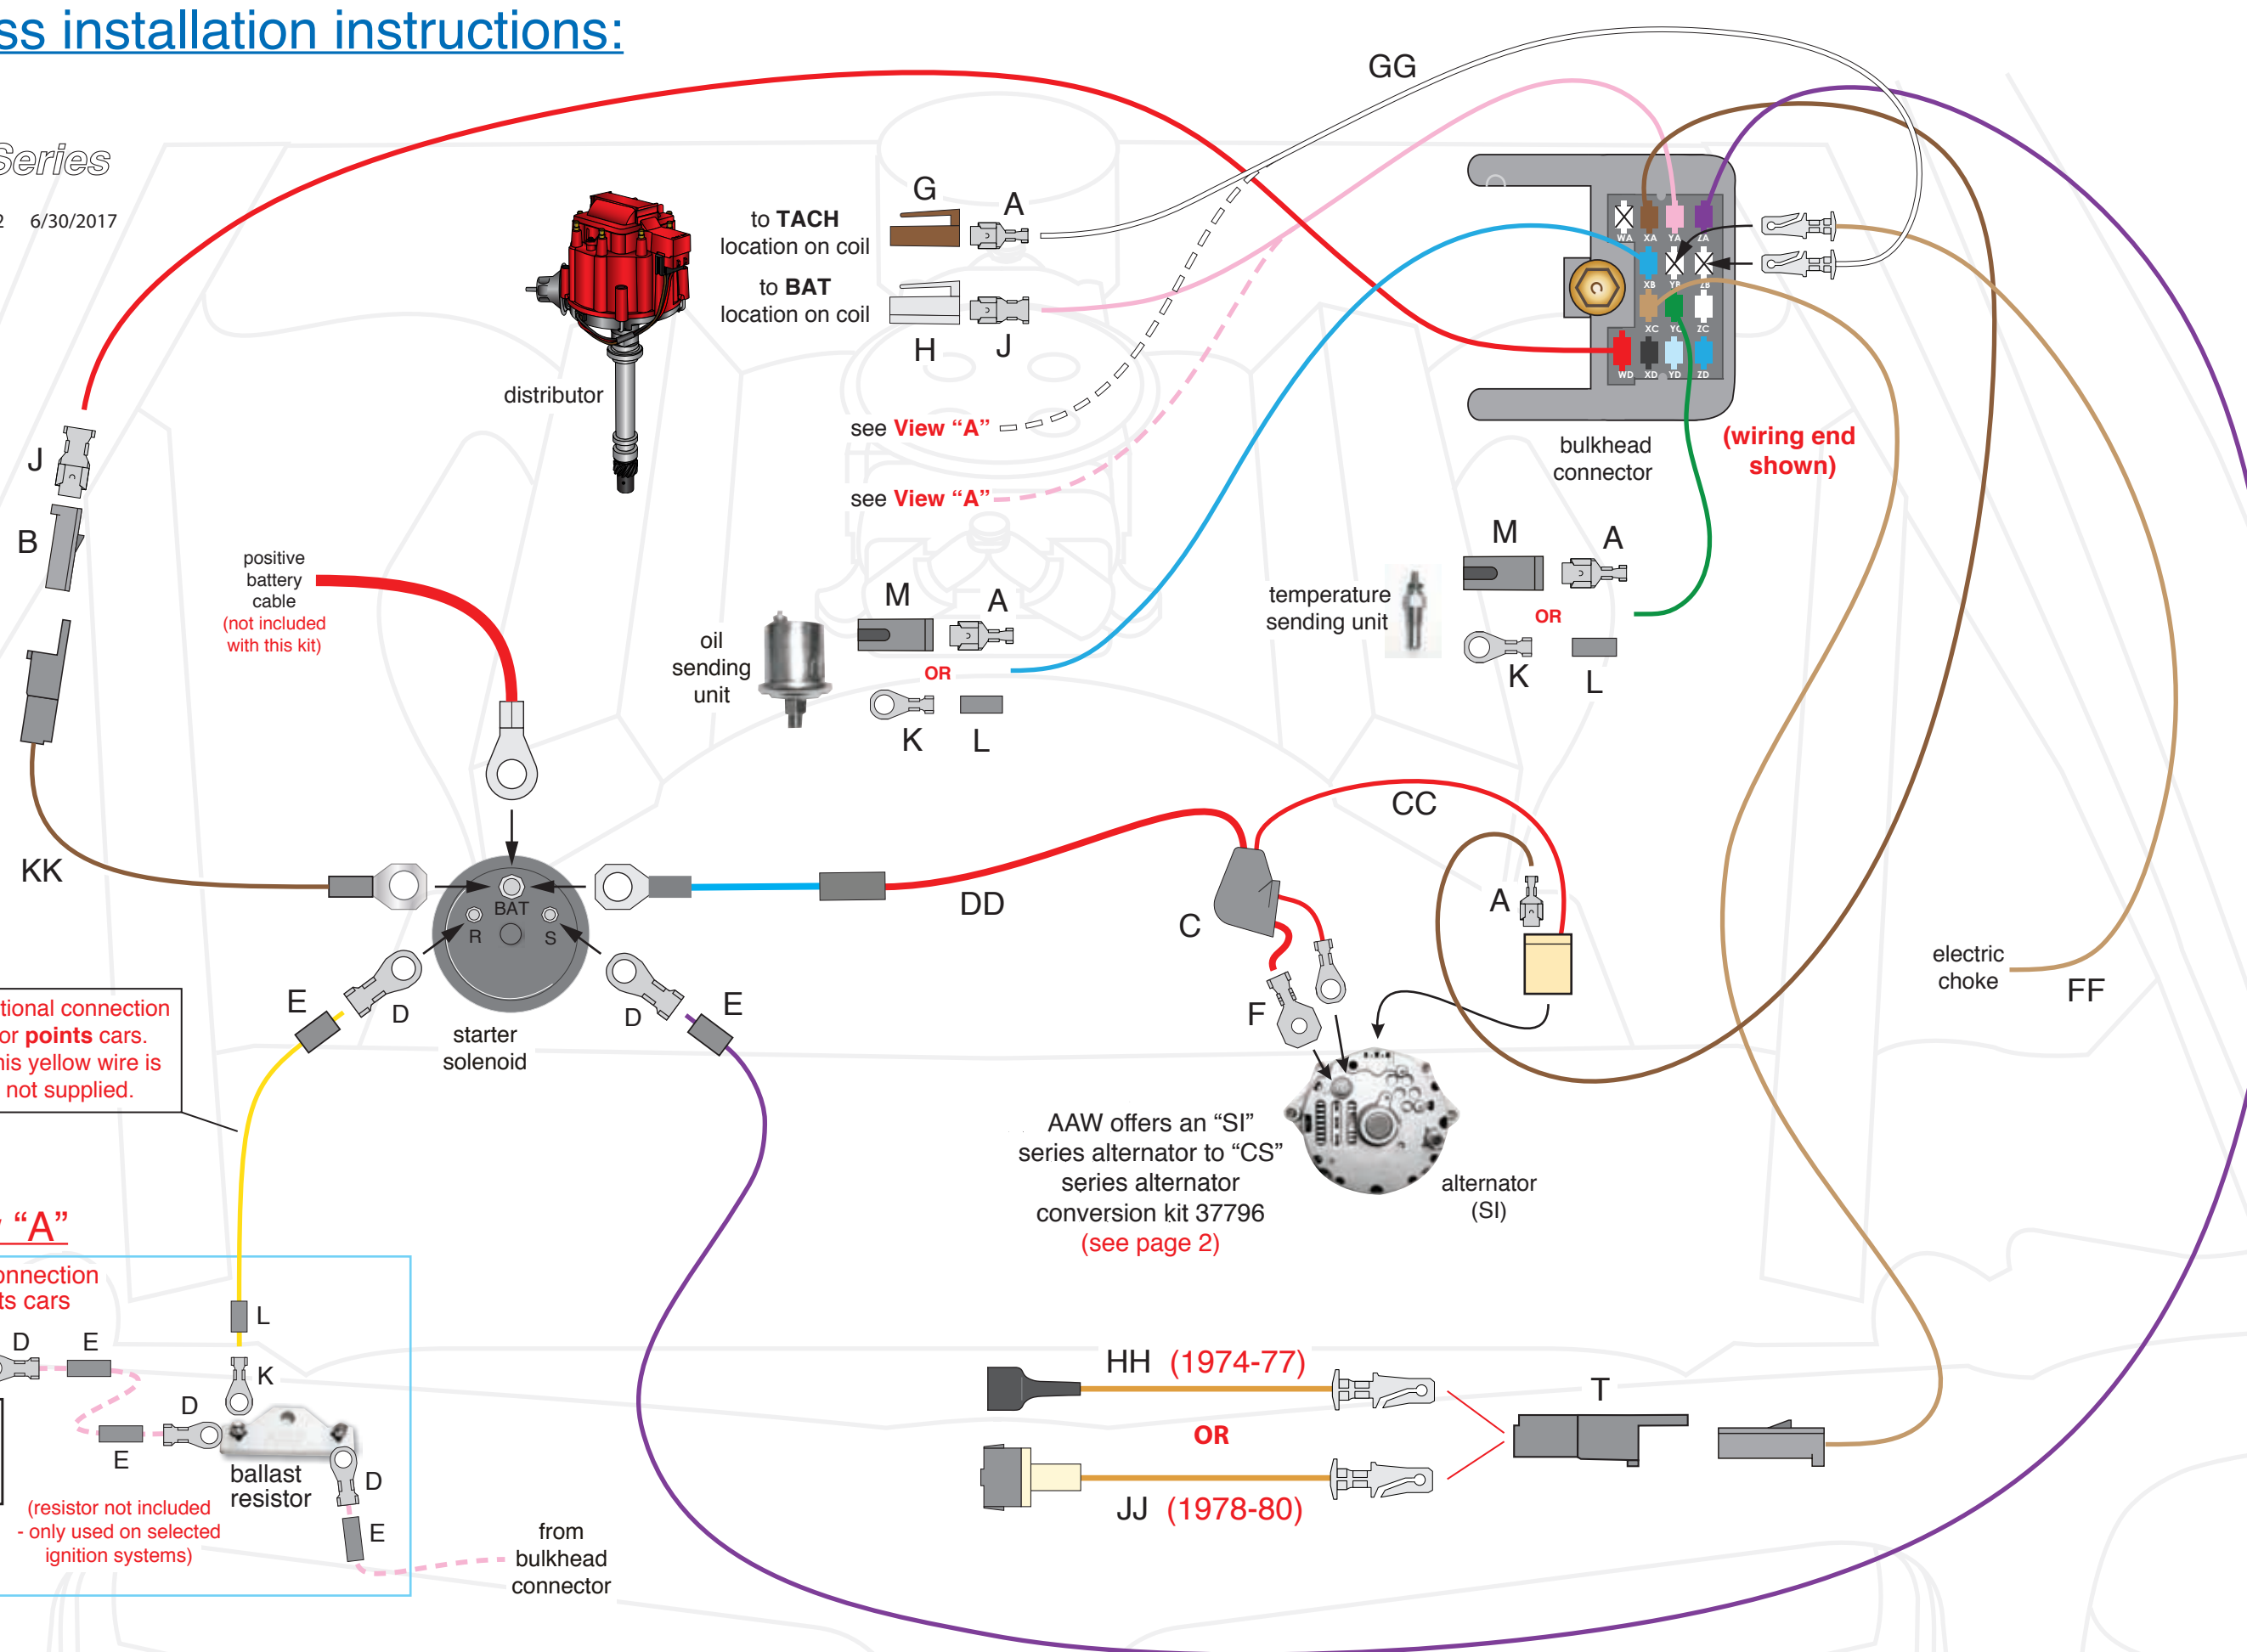 ss installation instructions:
Series
2 6/30/2017
GG
G
A
to TACH
location on coil
to BAT
location on coil
H
J
distributor
see View “A”
see View “A”
WA XA YA ZA
XB YB ZB
XC YC ZC
WD XD YD ZD
C
bulkhead
connector
(wiring end
shown)
J
B
positive
battery
cable
(not included
with this kit)
M
A
oil
sending
unit
OR
K
L
M
A
temperature
sending unit
OR
K
L
KK
BAT
R
S
DD
CC
C
A
F
E
D
D
E
starter
solenoid
electric
choke
FF
tional connection
or points cars.
his yellow wire is
not supplied.
AAW offers an “SI”
series alternator to “CS”
series alternator
conversion kit 37796
(see page 2)
alternator
(SI)
“A”
onnection
ts cars
L
D
E
K
D
E
ballast
resistor
D
E
(resistor not included
- only used on selected
ignition systems)
from
bulkhead
connector
HH (1974-77)
OR
JJ (1978-80)
T